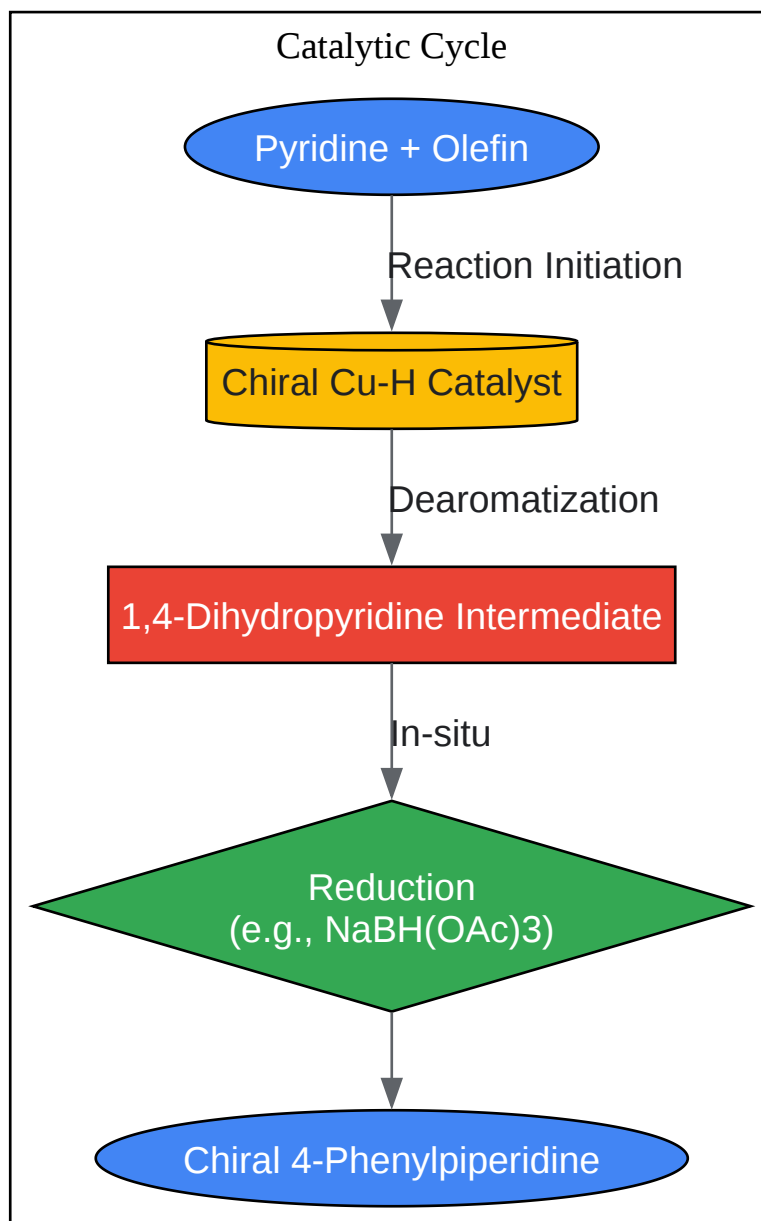 Catalytic Cycle
Pyridine + Olefin
Reaction Initiation
Chiral Cu-H Catalyst
Dearomatization
1,4-Dihydropyridine Intermediate
In-situ
Reduction
(e.g., NaBH(OAc)3)
Chiral 4-Phenylpiperidine